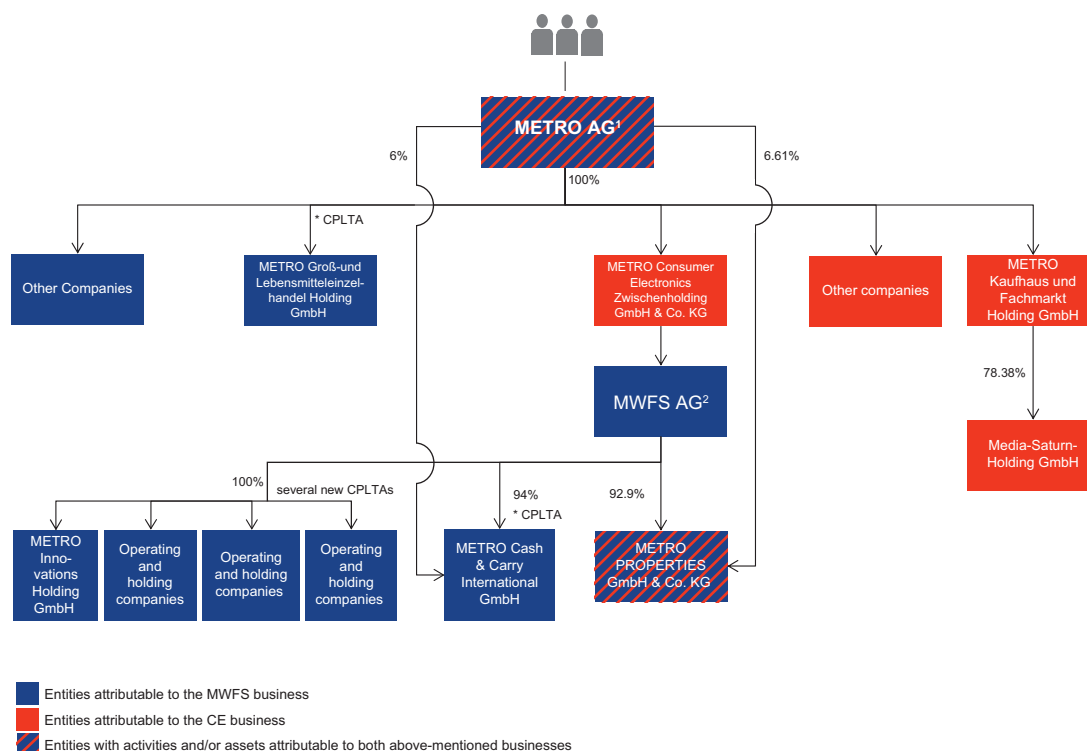 METRO AG¹
6%
6.61%
100%
* CPLTA
Other Companies
METRO Groß-und
Lebensmitteleinzel-
handel Holding
GmbH
METRO Consumer
Electronics
Zwischenholding
GmbH & Co. KG
Other companies
METRO
Kaufhaus und
Fachmarkt
Holding GmbH
78.38%
MWFS AG²
Media-Saturn-
Holding GmbH
100%
several new CPLTAs
94%
* CPLTA
92.9%
METRO
Inno-
vations
Holding
GmbH
Operating
and
holding
companies
Operating
and holding
companies
Operating
and
holding
companies
METRO Cash
& Carry
International
GmbH
METRO
PROPERTIES
GmbH & Co. KG
Entities attributable to the MWFS business
Entities attributable to the CE business
Entities with activities and/or assets attributable to both above-mentioned businesses